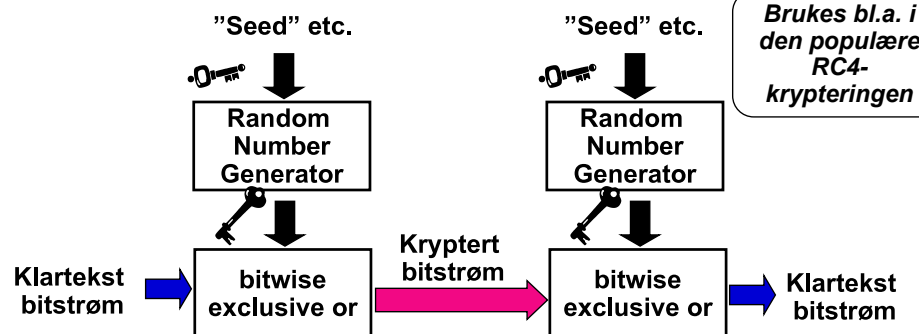 ”Seed” etc.
”Seed” etc.
Brukes bl.a. i
den populære
RC4-
krypteringen
Random
Number
Generator
Random
Number
Generator
Klartekst
bitstrøm
bitwise
exclusive or
Kryptert
bitstrøm
bitwise
exclusive or
Klartekst
bitstrøm